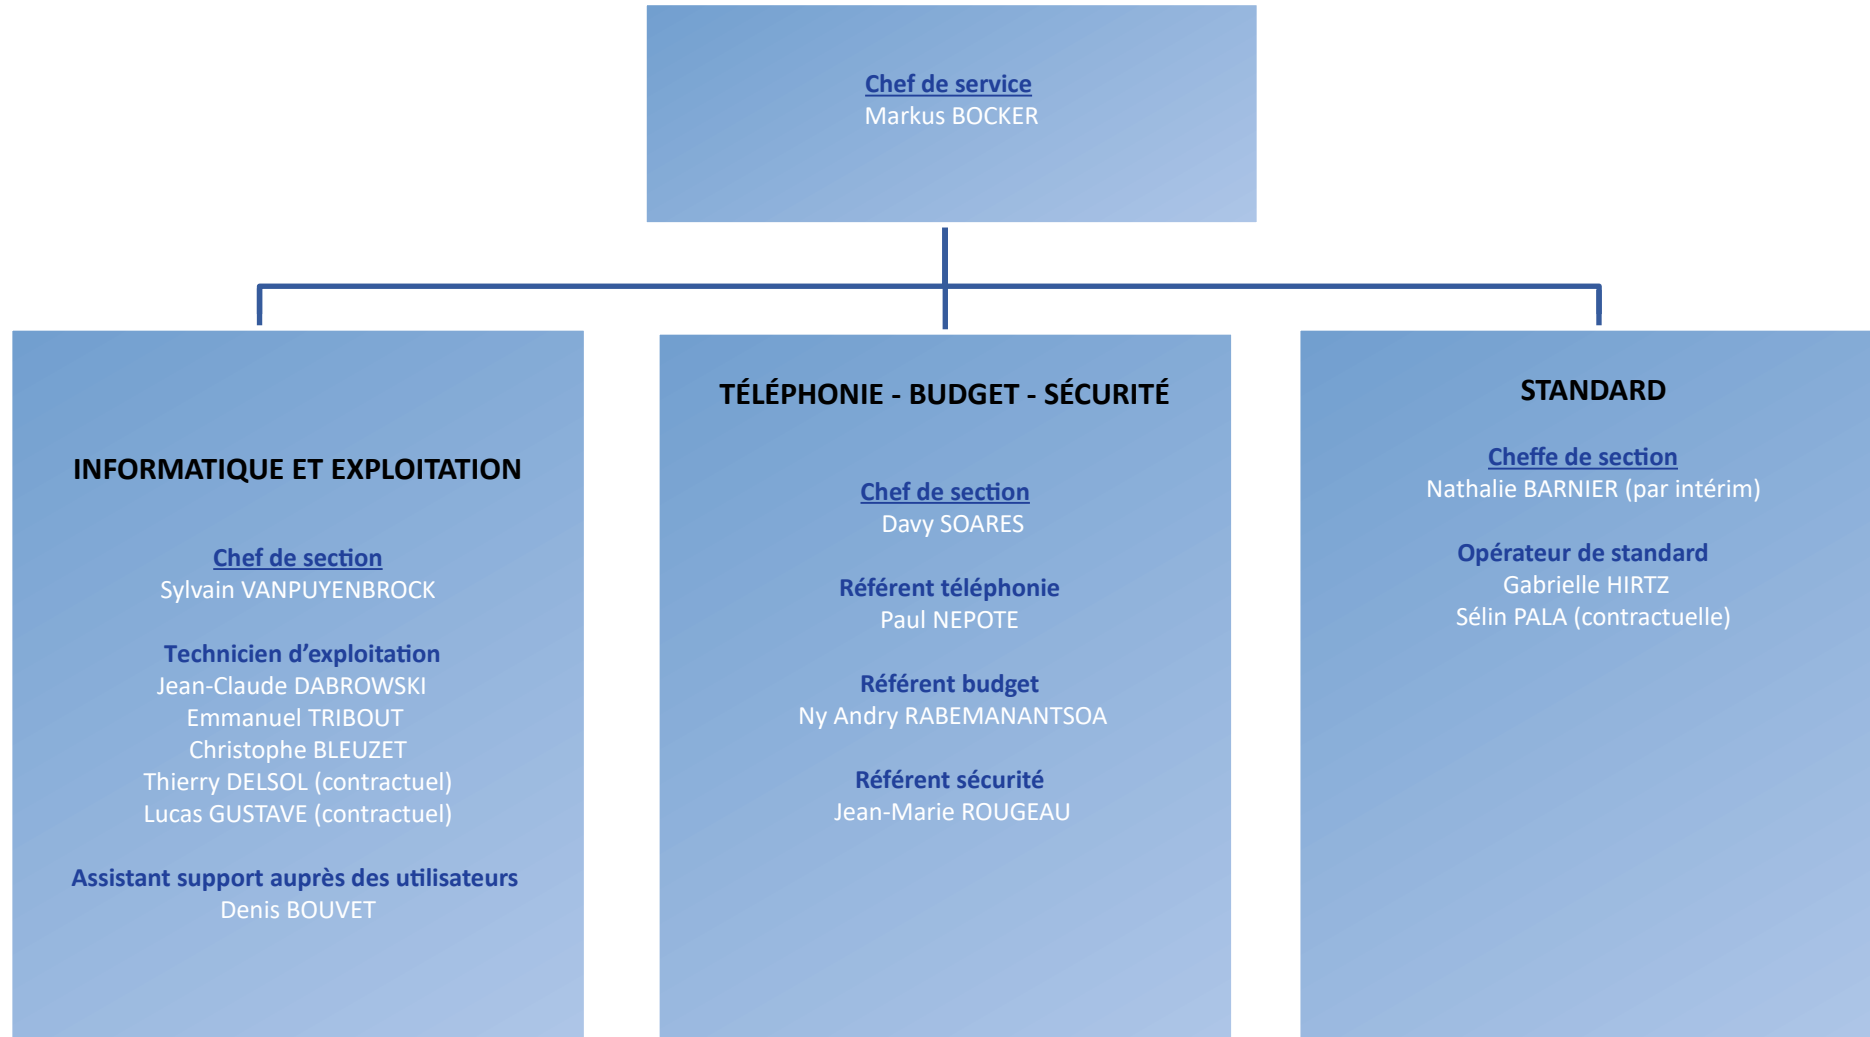 Chef de service
Markus BOCKER
INFORMATIQUE ET EXPLOITATION
Chef de section
Sylvain VANPUYENBROCK
Technicien d’exploitation
Jean-Claude DABROWSKI
Emmanuel TRIBOUT
Christophe BLEUZET
Thierry DELSOL (contractuel)
Lucas GUSTAVE (contractuel)
Assistant support auprès des utilisateurs
Denis BOUVET
TÉLÉPHONIE - BUDGET - SÉCURITÉ
Chef de section
Davy SOARES
Référent téléphonie
Paul NEPOTE
Référent budget
Ny Andry RABEMANANTSOA
Référent sécurité
Jean-Marie ROUGEAU
STANDARD
Cheffe de section
Nathalie BARNIER (par intérim)
Opérateur de standard
Gabrielle HIRTZ
Sélin PALA (contractuelle)